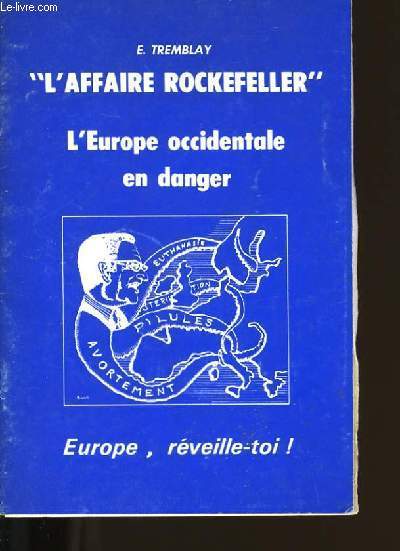 Le-livre.com
E. TREMBLAY
"L'AFFAIRE ROCKEFELLER"
L'Europe occidentale
en danger
EUTHANASIE
PILULES
AVORTEMENT
Europe, réveille-toi !